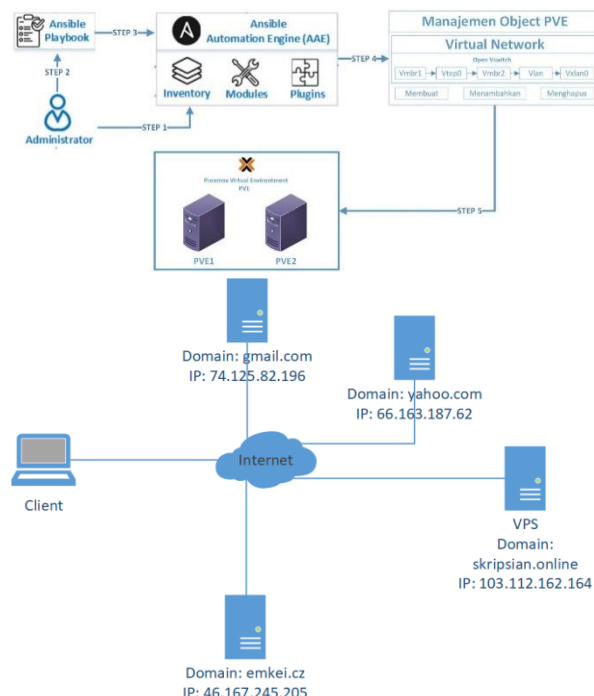 Ansible
Playbook
STEP 3
Ansible
Automation Engine (AAE)
Inventory
Modules
Plugins
STEP 4
Manajemen Object PVE
Virtual Network
Open Vswitch
Vmbr1
Vtep0
Vmbr2
Vlan
Vxlan0
Membuat
Menambahkan
Menghapus
STEP 2
Administrator
STEP 1
Proxmox Virtual Environment
PVE
PVE1
PVE2
STEP 5
Domain: gmail.com
IP: 74.125.82.196
Domain: yahoo.com
IP: 66.163.187.62
Internet
Client
VPS
Domain:
skripsian.online
IP: 103.112.162.164
Domain: emkei.cz
IP: 46.167.245.205